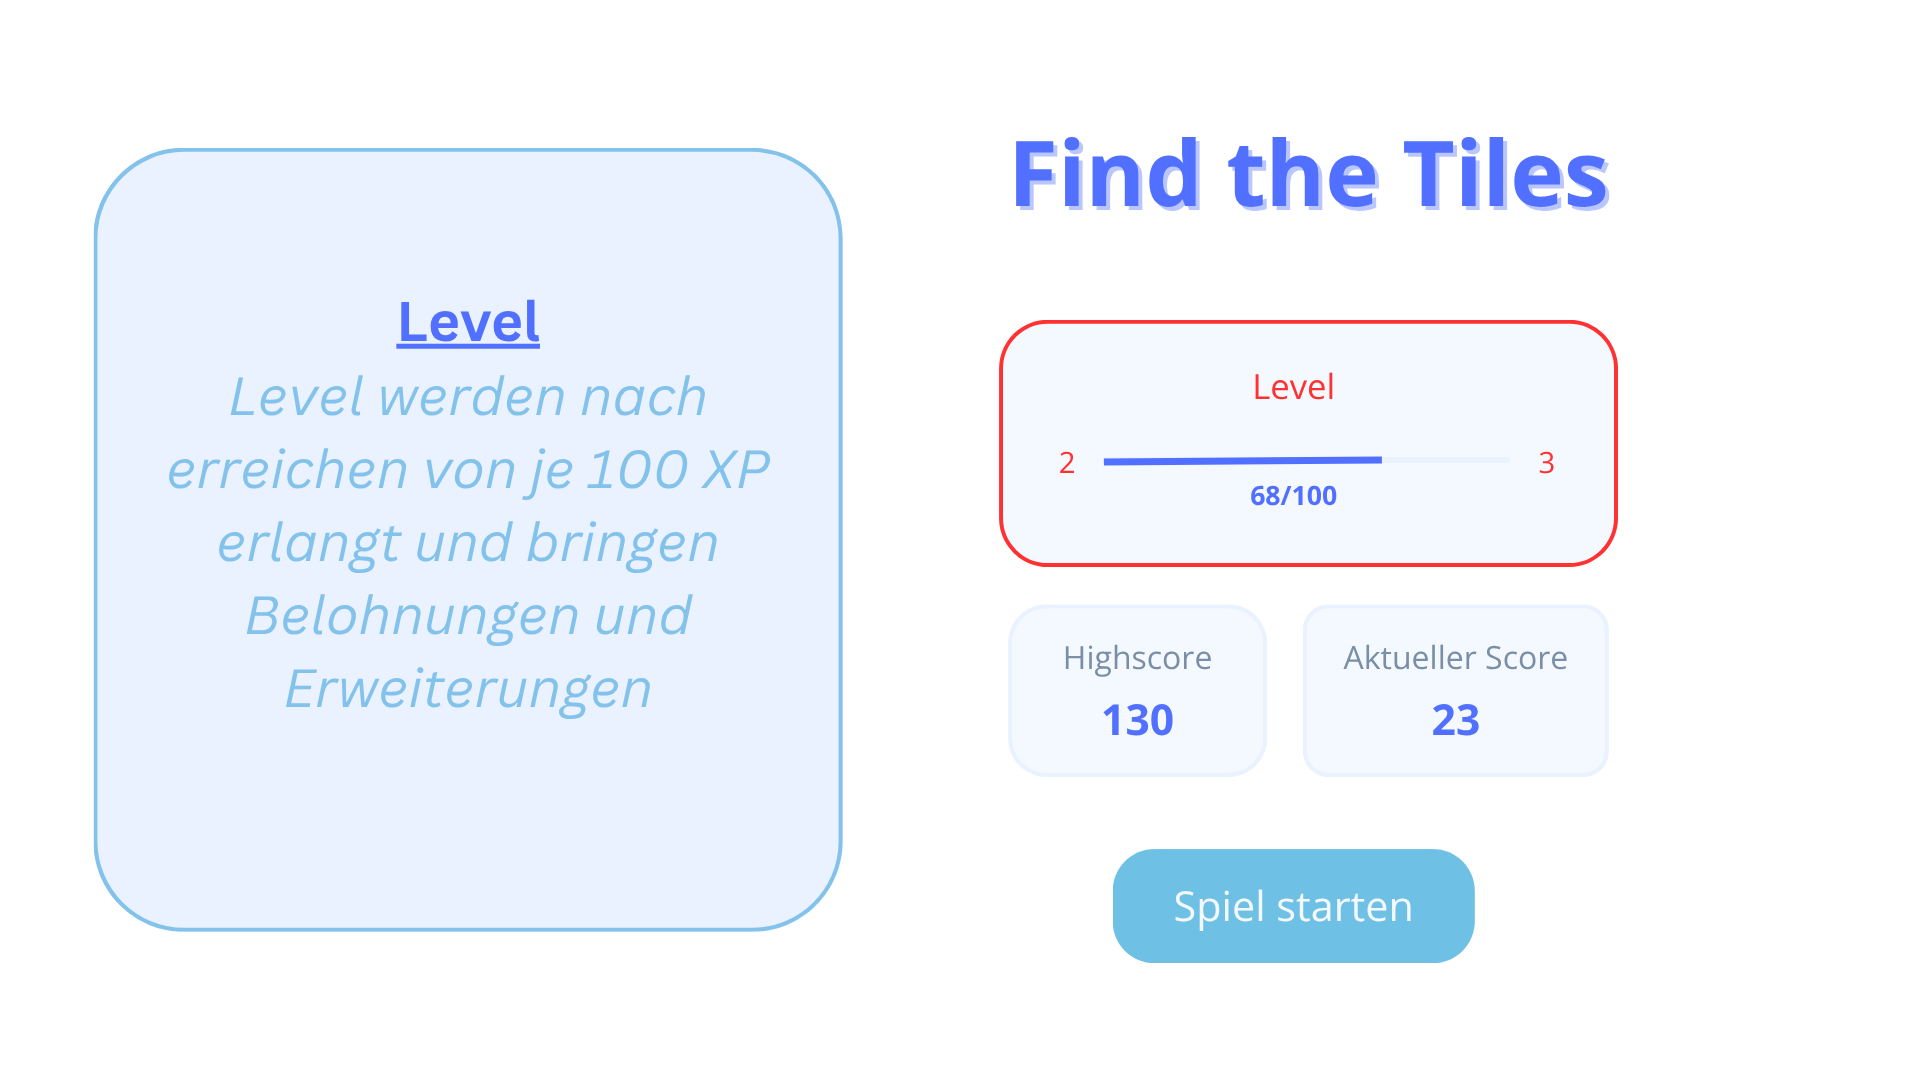 Level
Level werden nach
erreichen von je 100 XP
erlangt und bringen
Belohnungen und
Erweiterungen
Find the Tiles
Level
2
3
68/100
Highscore
130
Aktueller Score
23
Spiel starten